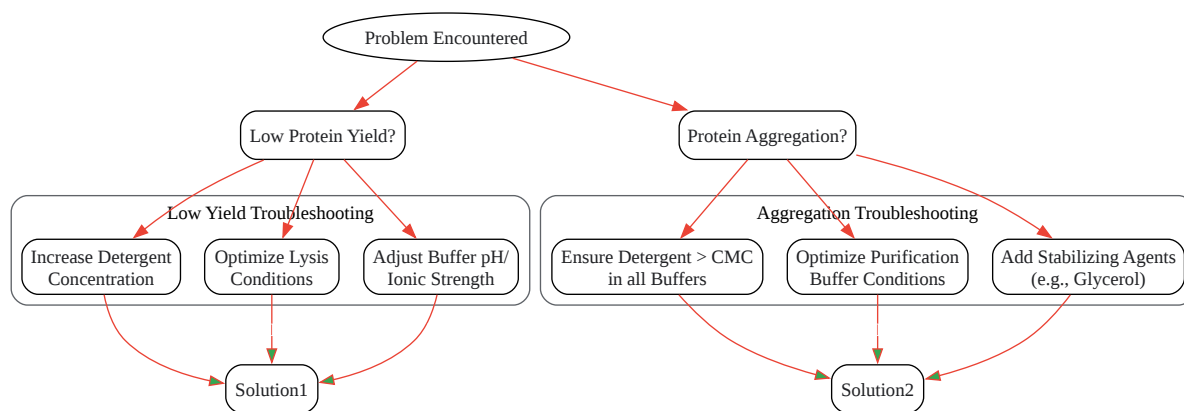 Problem Encountered
Low Protein Yield?
Protein Aggregation?
Low Yield Troubleshooting
Aggregation Troubleshooting
Increase Detergent
Concentration
Optimize Lysis
Conditions
Adjust Buffer pH/
Ionic Strength
Ensure Detergent > CMC
in all Buffers
Optimize Purification
Buffer Conditions
Add Stabilizing Agents
(e.g., Glycerol)
Solution1
Solution2